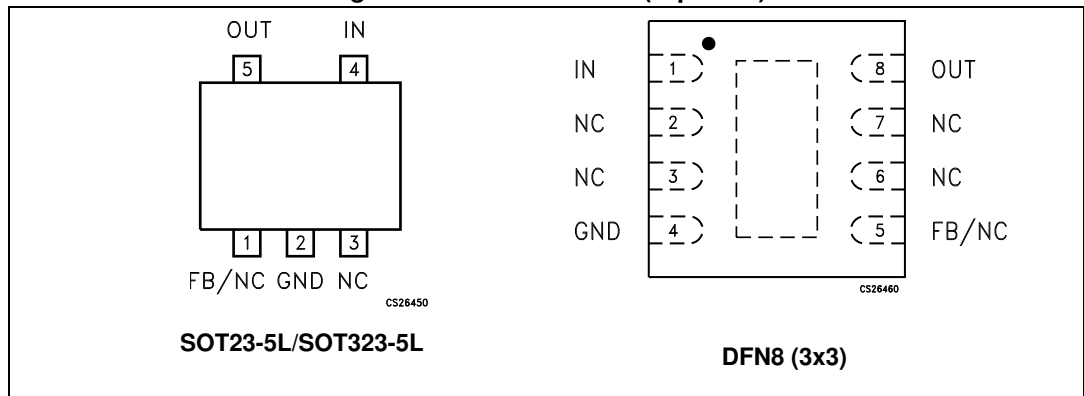 OUT IN
5 4
1 2 3
FB/NC GND NC
CS26450
SOT23-5L/SOT323-5L
IN 1 8 OUT
NC 2 7 NC
NC 3 6 NC
GND 4 5 FB/NC
CS26460
DFN8 (3x3)